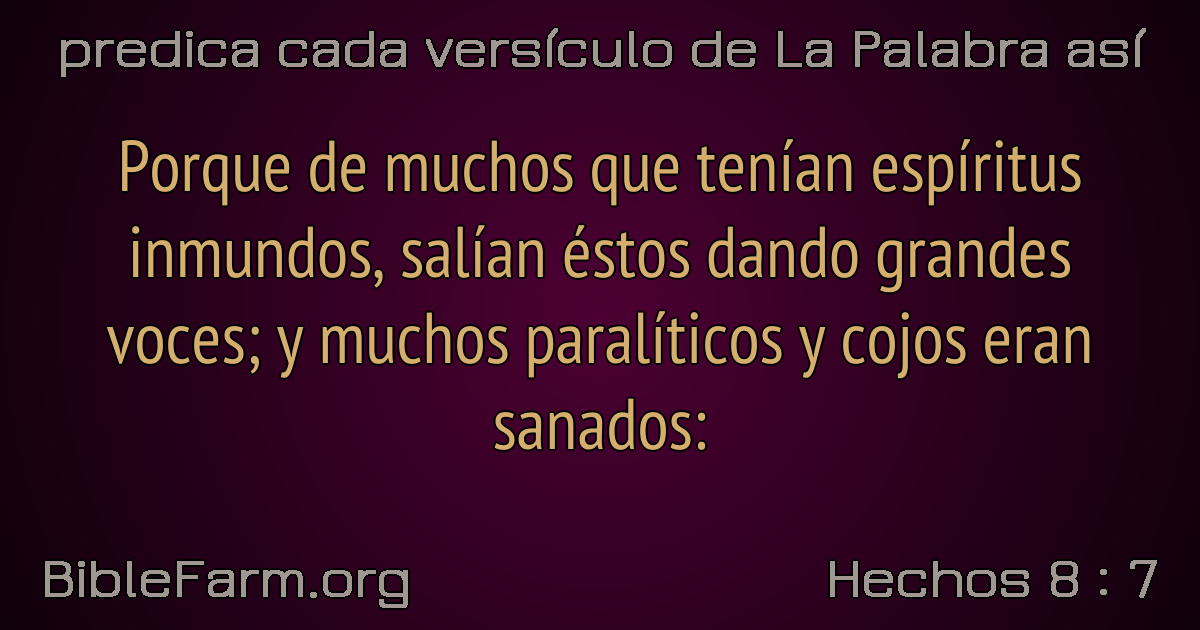 predica cada versículo de La Palabra así
Porque de muchos que tenían espíritus
inmundos, salían éstos dando grandes
voces; y muchos paralíticos y cojos eran
sanados:
BibleFarm.org
Hechos 8 : 7